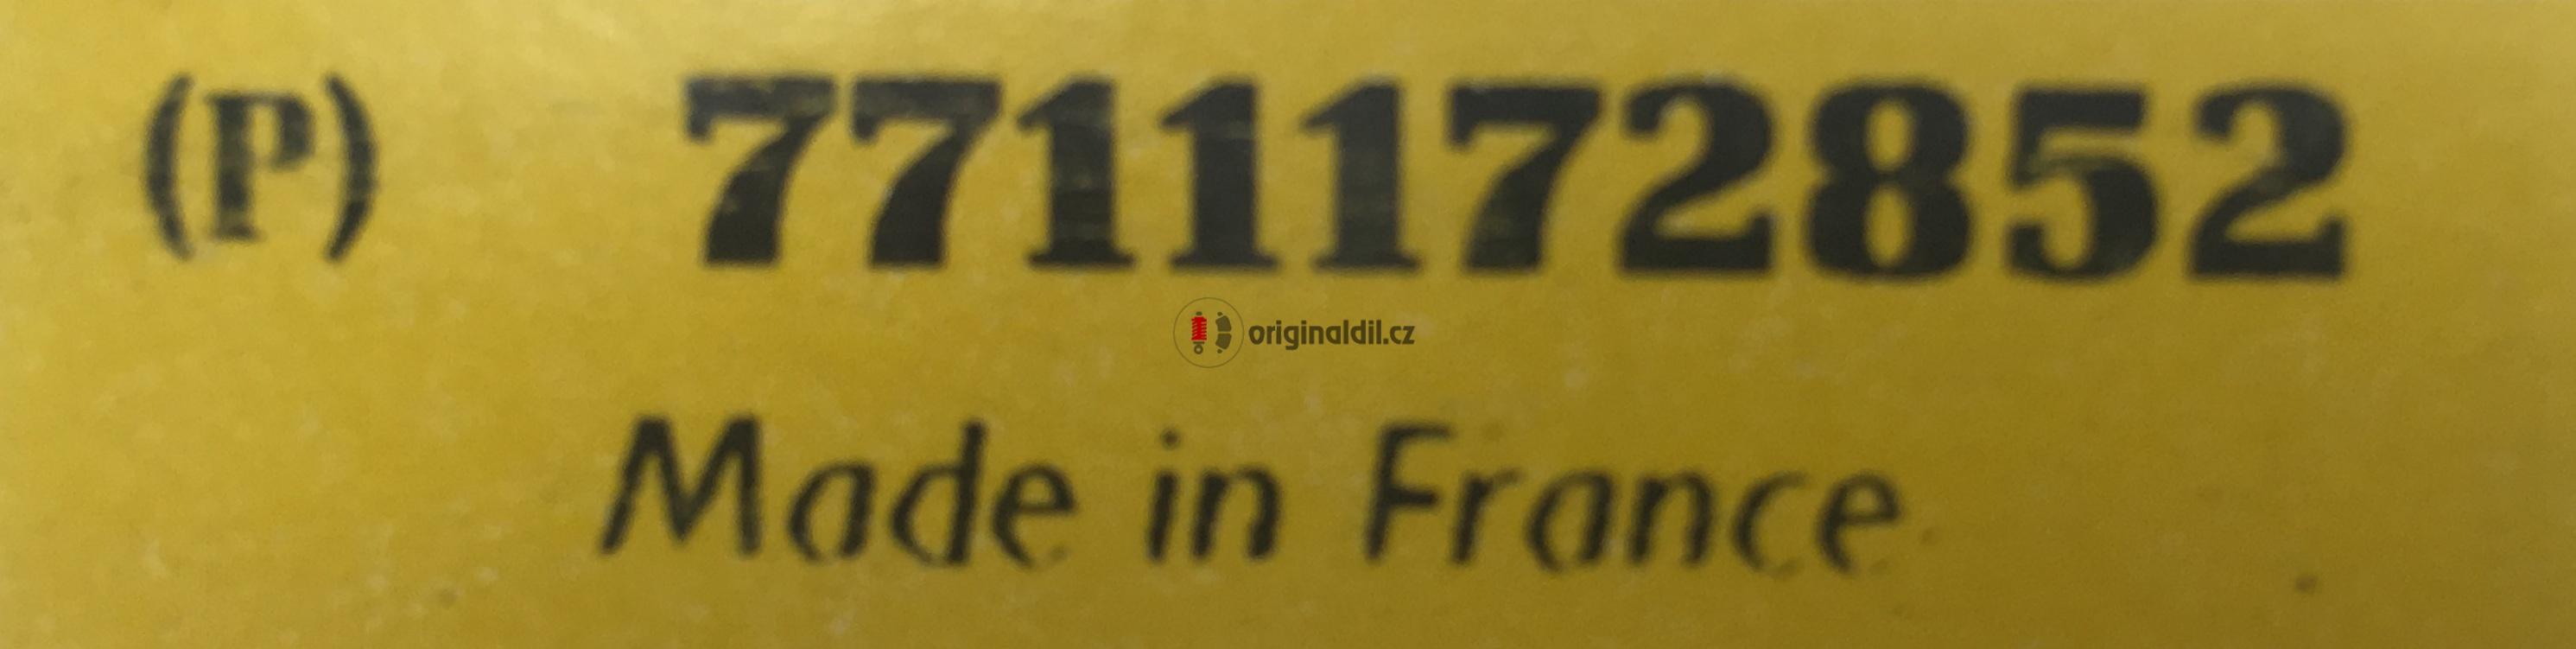 (P) 7711172852
originaldil.cz
Made in France